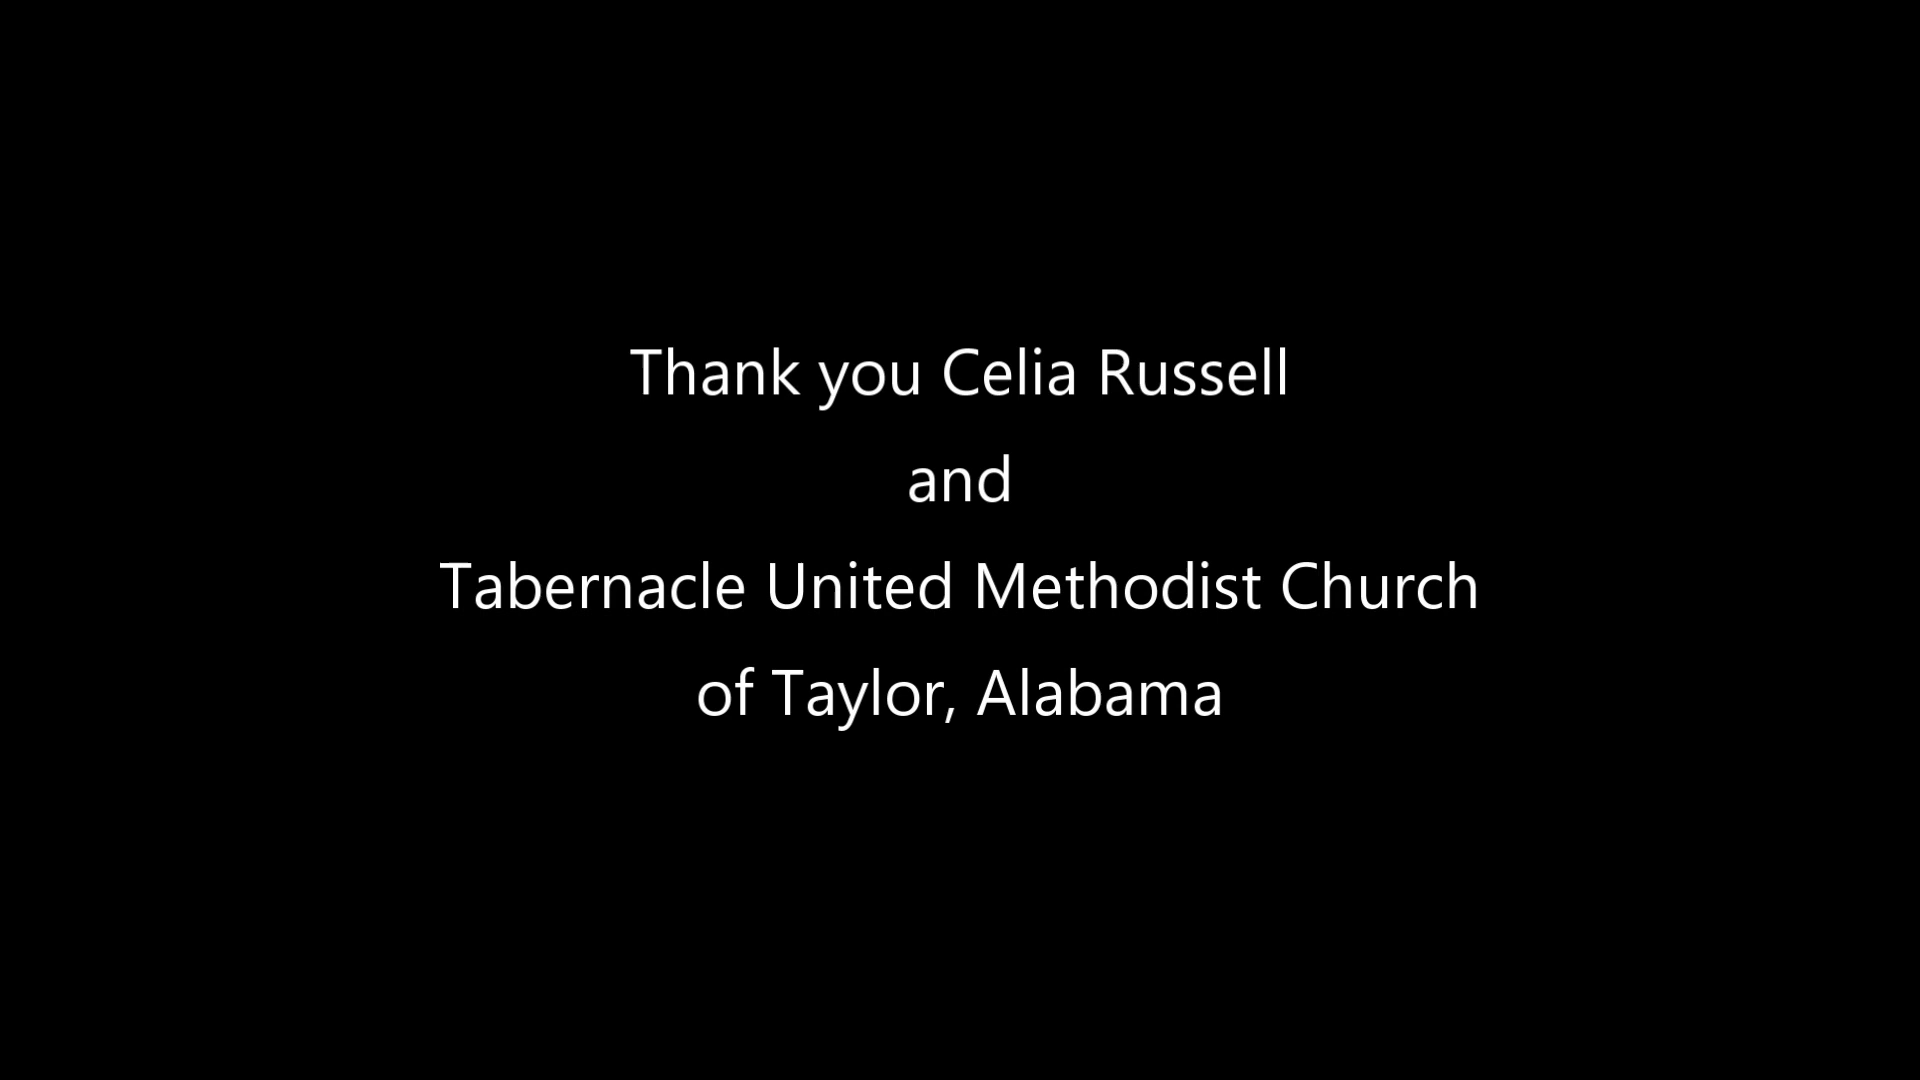 Thank you Celia Russell
and
Tabernacle United Methodist Church
of Taylor, Alabama